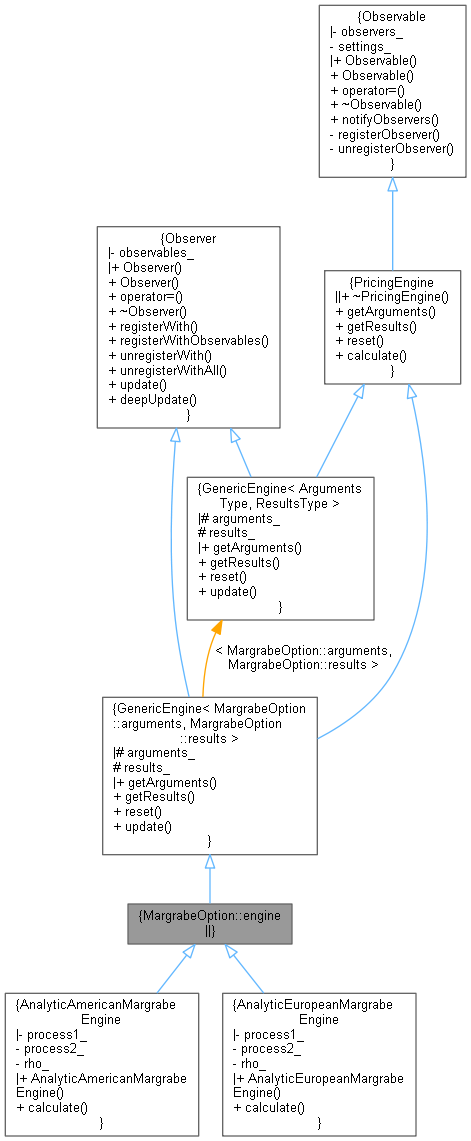 {Observable
|- observers_
- settings_
|+ Observable()
+ Observable()
+ operator=()
+ ~Observable()
+ notifyObservers()
- registerObserver()
- unregisterObserver()
}
{Observer
|- observables_
|+ Observer()
+ Observer()
+ operator=()
+ ~Observer()
+ registerWith()
+ registerWithObservables()
+ unregisterWith()
+ unregisterWithAll()
+ update()
+ deepUpdate()
}
{PricingEngine
||+ ~PricingEngine()
+ getArguments()
+ getResults()
+ reset()
+ calculate()
}
{GenericEngine< Arguments
Type, ResultsType >
|# arguments_
# results_
|+ getArguments()
+ getResults()
+ reset()
+ update()
}
< MargrabeOption::arguments,
MargrabeOption::results >
{GenericEngine< MargrabeOption
::arguments, MargrabeOption
::results >
|# arguments_
# results_
|+ getArguments()
+ getResults()
+ reset()
+ update()
}
{MargrabeOption::engine
||}
{AnalyticAmericanMargrabe
Engine
|- process1_
- process2_
- rho_
|+ AnalyticAmericanMargrabe
Engine()
+ calculate()
}
{AnalyticEuropeanMargrabe
Engine
|- process1_
- process2_
- rho_
|+ AnalyticEuropeanMargrabe
Engine()
+ calculate()
}